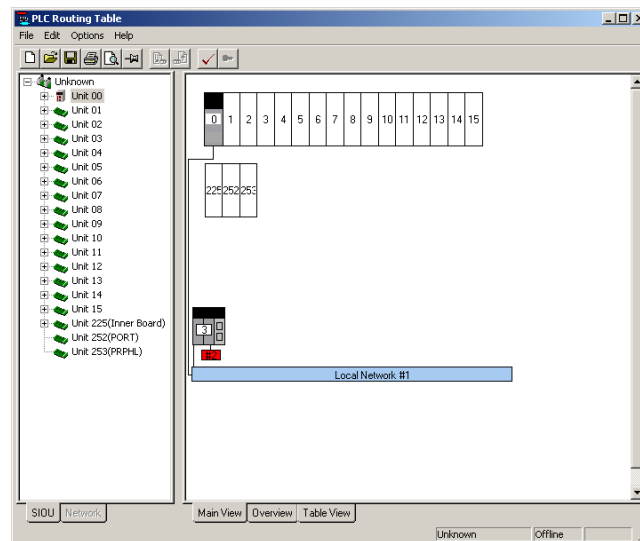 PLC Routing Table
File Edit Options Help
Unknown
Unit 00
Unit 01
Unit 02
Unit 03
Unit 04
Unit 05
Unit 06
Unit 07
Unit 08
Unit 09
Unit 10
Unit 11
Unit 12
Unit 13
Unit 14
Unit 15
Unit 225(Inner Board)
Unit 252(PORT)
Unit 253(PRPHL)
0 1 2 3 4 5 6 7 8 9 10 11 12 13 14 15
225 252 253
3
#2
Local Network #1
SIOU Network
Main View Overview Table View
Unknown Offline